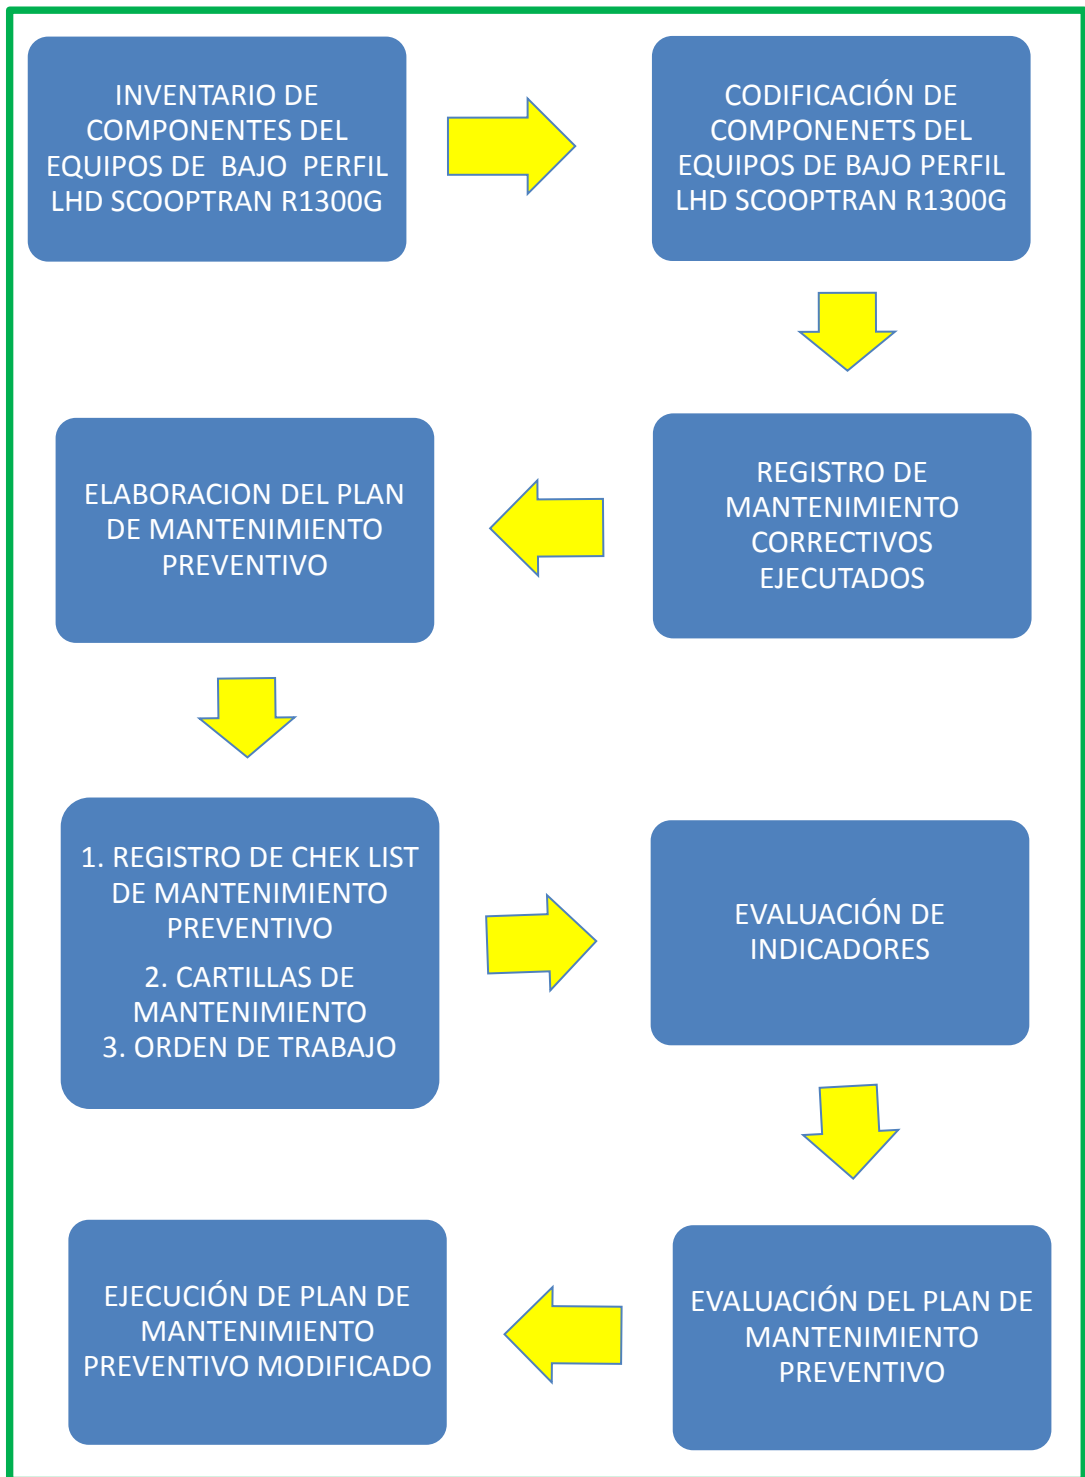 INVENTARIO DE
COMPONENTES DEL
EQUIPOS DE BAJO PERFIL
LHD SCOOPTRAN R1300G
CODIFICACIÓN DE
COMPONENETS DEL
EQUIPOS DE BAJO PERFIL
LHD SCOOPTRAN R1300G
REGISTRO DE
MANTENIMIENTO
CORRECTIVOS
EJECUTADOS
ELABORACION DEL PLAN
DE MANTENIMIENTO
PREVENTIVO
1. REGISTRO DE CHEK LIST
DE MANTENIMIENTO
PREVENTIVO
2. CARTILLAS DE
MANTENIMIENTO
3. ORDEN DE TRABAJO
EVALUACIÓN DE
INDICADORES
EVALUACIÓN DEL PLAN DE
MANTENIMIENTO
PREVENTIVO
EJECUCIÓN DE PLAN DE
MANTENIMIENTO
PREVENTIVO MODIFICADO